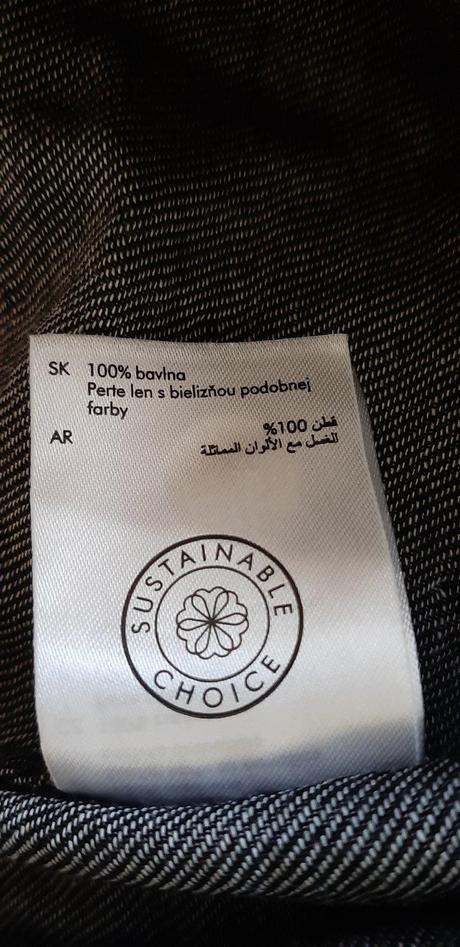 SK 100% bavlna
Perte len s bielizňou podobnej
farby
AR
قطن 100%
الغسل مع الألوان المماثلة
SUSTAINABLE
CHOICE